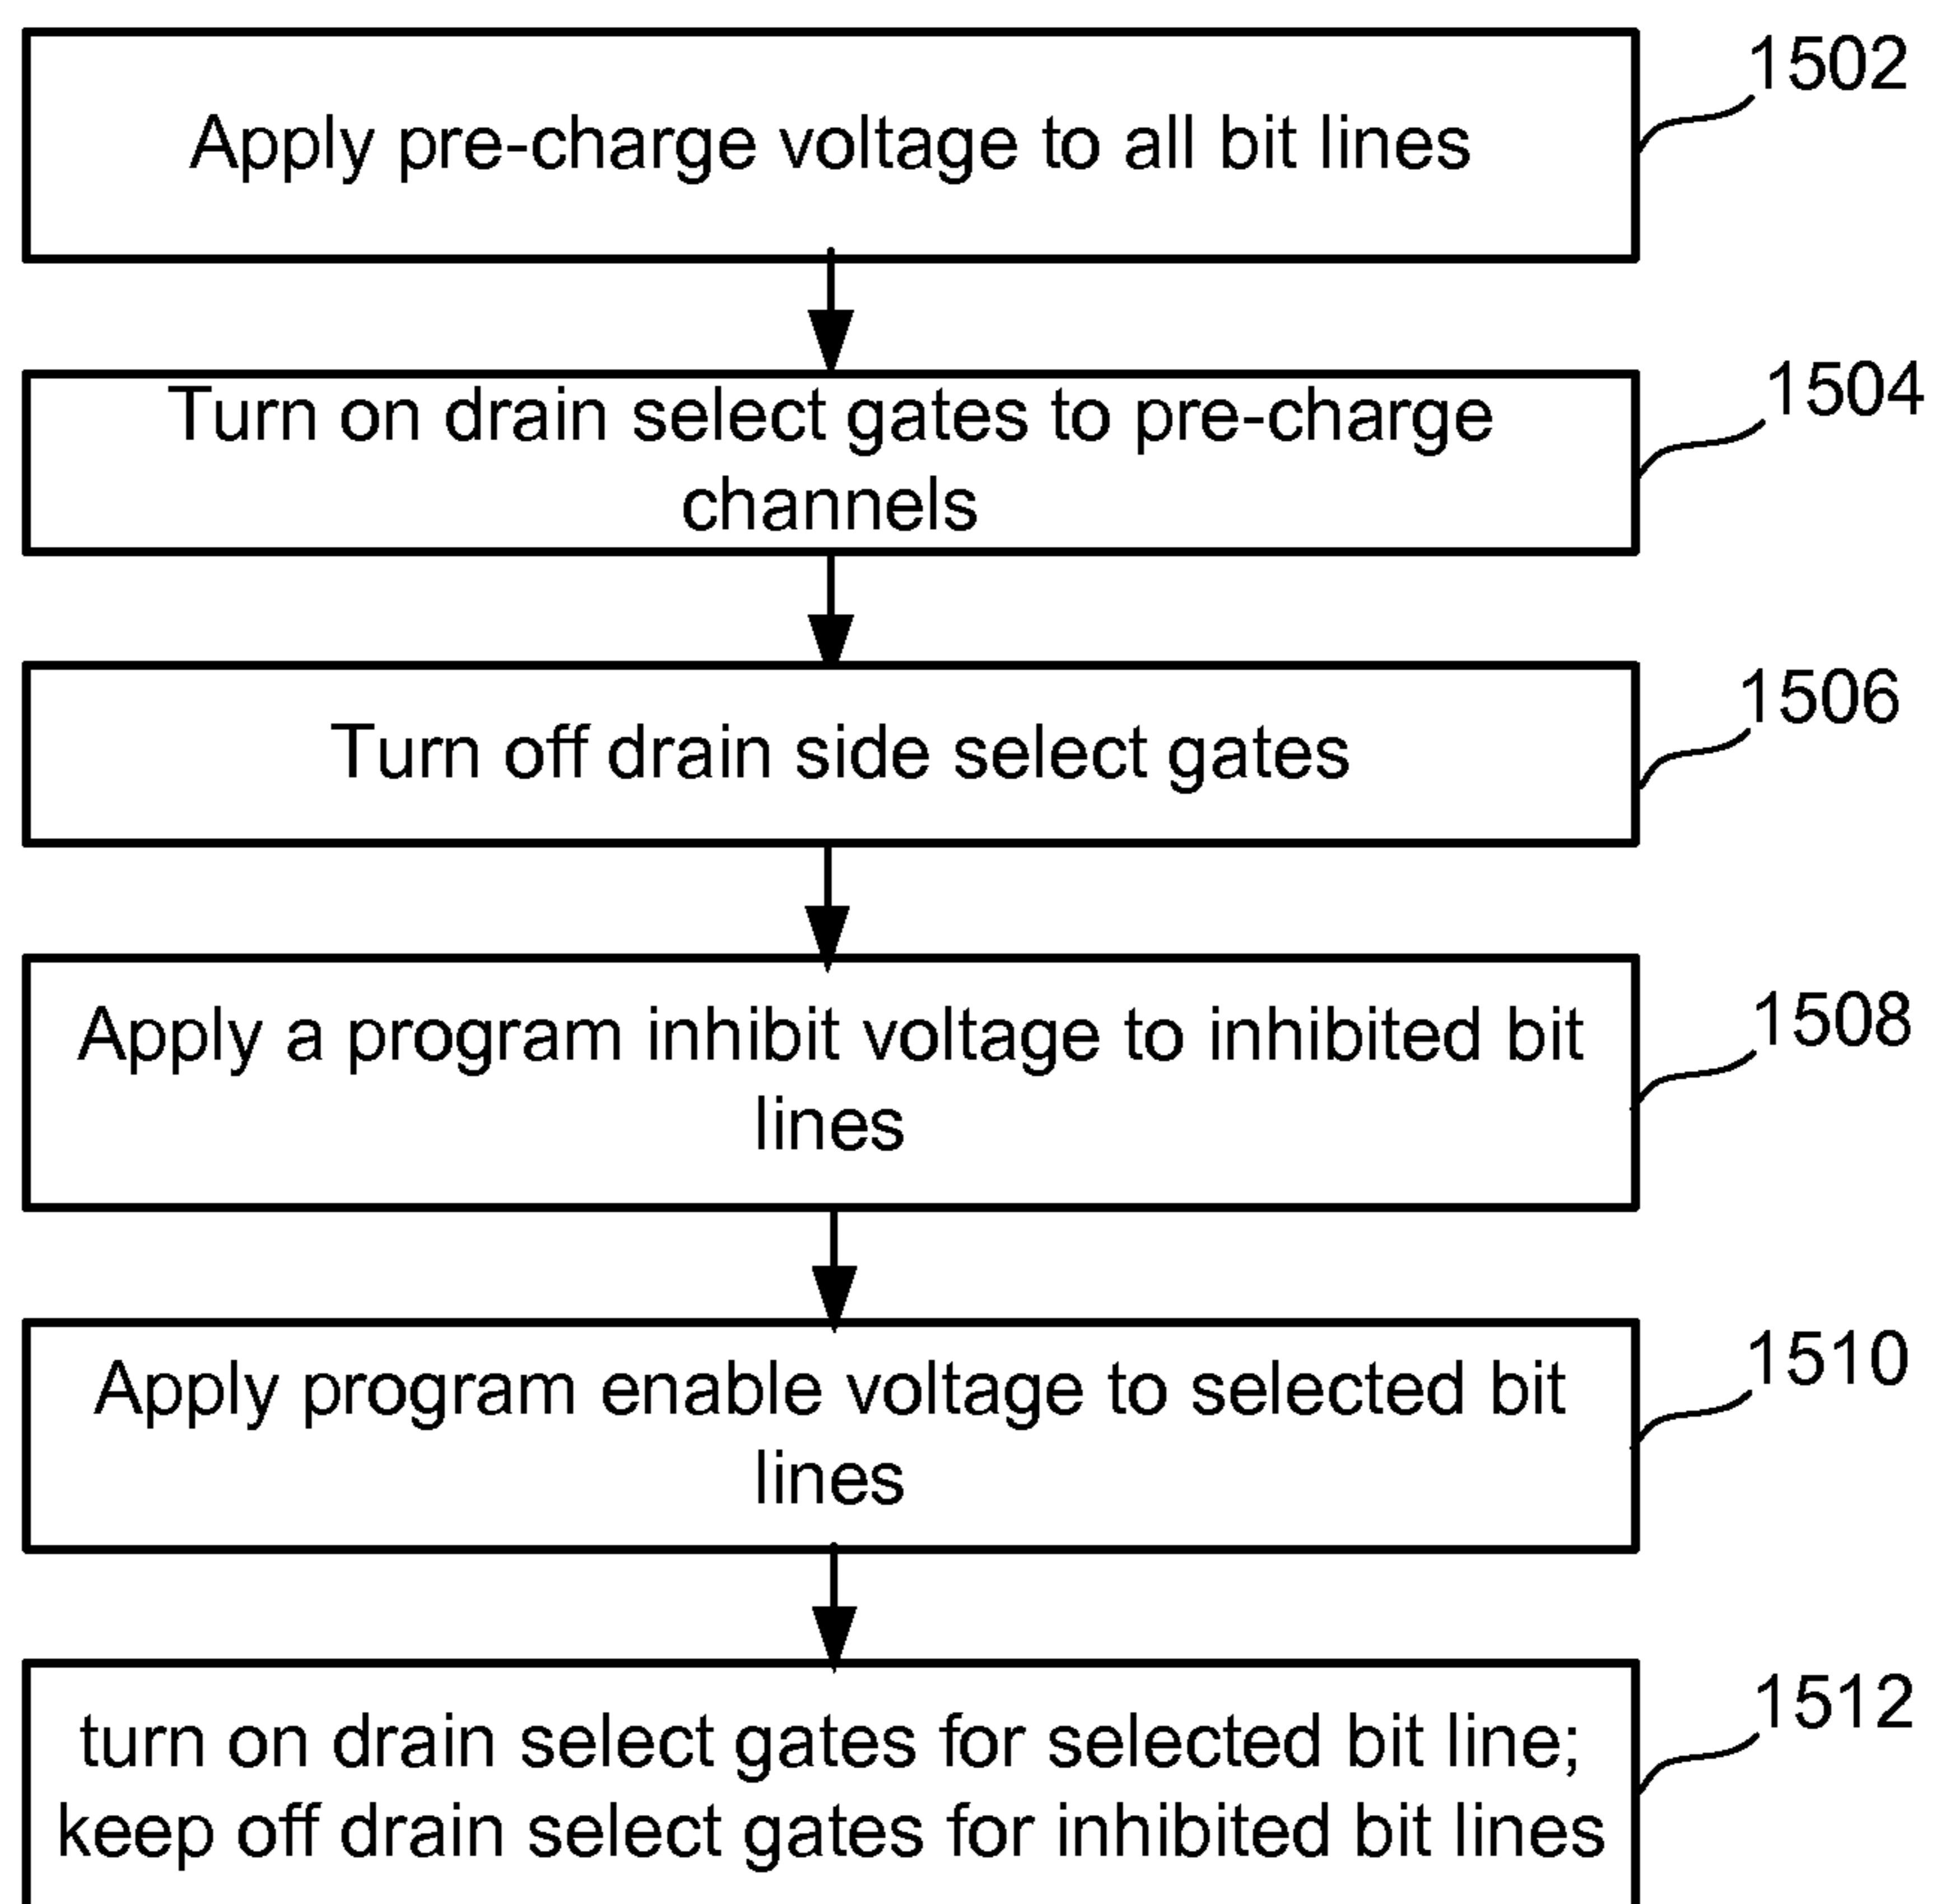 Apply pre-charge voltage to all bit lines
1502
Turn on drain select gates to pre-charge
channels
1504
Turn off drain side select gates
1506
Apply a program inhibit voltage to inhibited bit
lines
1508
Apply program enable voltage to selected bit
lines
1510
turn on drain select gates for selected bit line;
keep off drain select gates for inhibited bit lines
1512